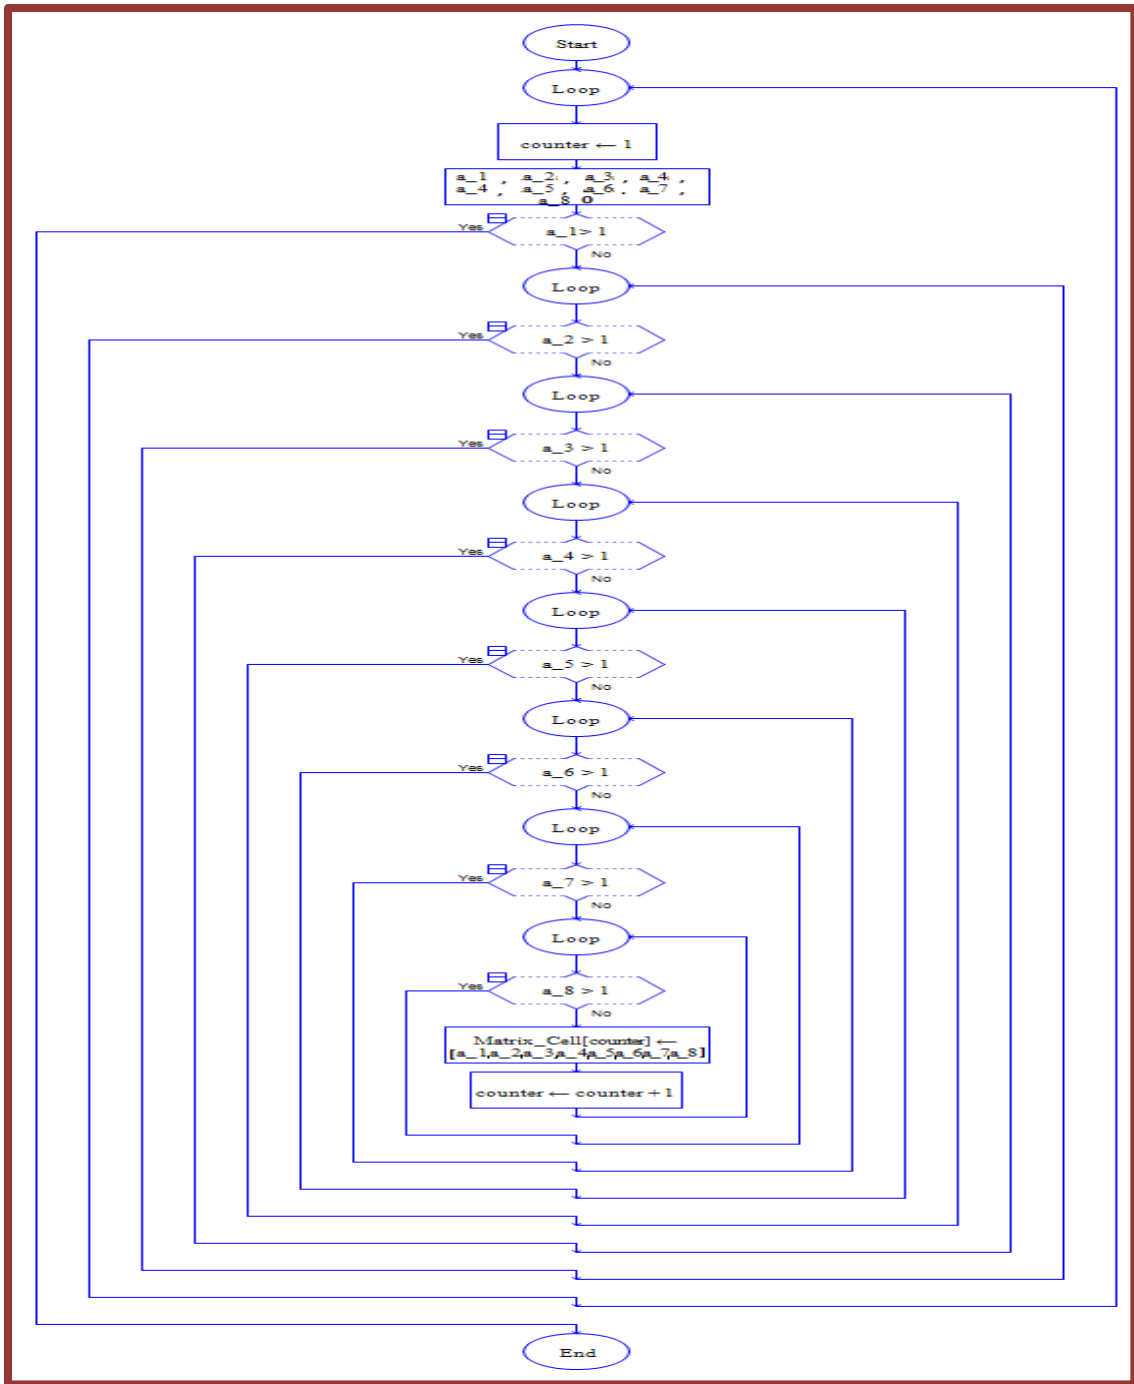 Start
Loop
counter ← 1
a_1 , a_2 , a_3 , a_4 ,
a_4 , a_5 , a_6 , a_7 ,
a_8 0
Yes
a_1> 1
No
Loop
Yes
a_2 > 1
No
Loop
Yes
a_3 > 1
No
Loop
Yes
a_4 > 1
No
Loop
Yes
a_5 > 1
No
Loop
Yes
a_6 > 1
No
Loop
Yes
a_7 > 1
No
Loop
Yes
a_8 > 1
No
Matrix_Cell[counter] ←
[a_1,a_2,a_3,a_4,a_5,a_6,a_7,a_8]
counter ← counter + 1
End